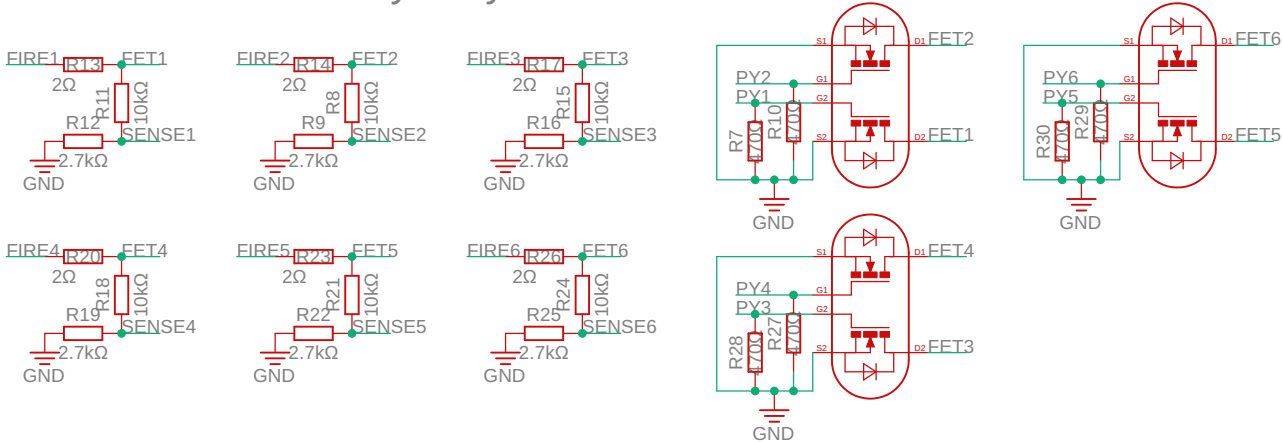 FIRE1 R13 FET1
2Ω
R11 10kΩ
R12 SENSE1
2.7kΩ
GND
FIRE2 R14 FET2
2Ω
R8 10kΩ
R9 SENSE2
2.7kΩ
GND
FIRE3 R17 FET3
2Ω
R15 10kΩ
R16 SENSE3
2.7kΩ
GND
FIRE4 R20 FET4
2Ω
R18 10kΩ
R19 SENSE4
2.7kΩ
GND
FIRE5 R23 FET5
2Ω
R21 10kΩ
R22 SENSE5
2.7kΩ
GND
FIRE6 R26 FET6
2Ω
R24 10kΩ
R25 SENSE6
2.7kΩ
GND
S1 D1 FET2
PY2 G1
PY1 G2
R7 470Ω R10 470Ω
S2 D2 FET1
GND
S1 D1 FET6
PY6 G1
PY5 G2
R30 470Ω R29 470Ω
S2 D2 FET5
GND
S1 D1 FET4
PY4 G1
PY3 G2
R28 470Ω R27 470Ω
S2 D2 FET3
GND